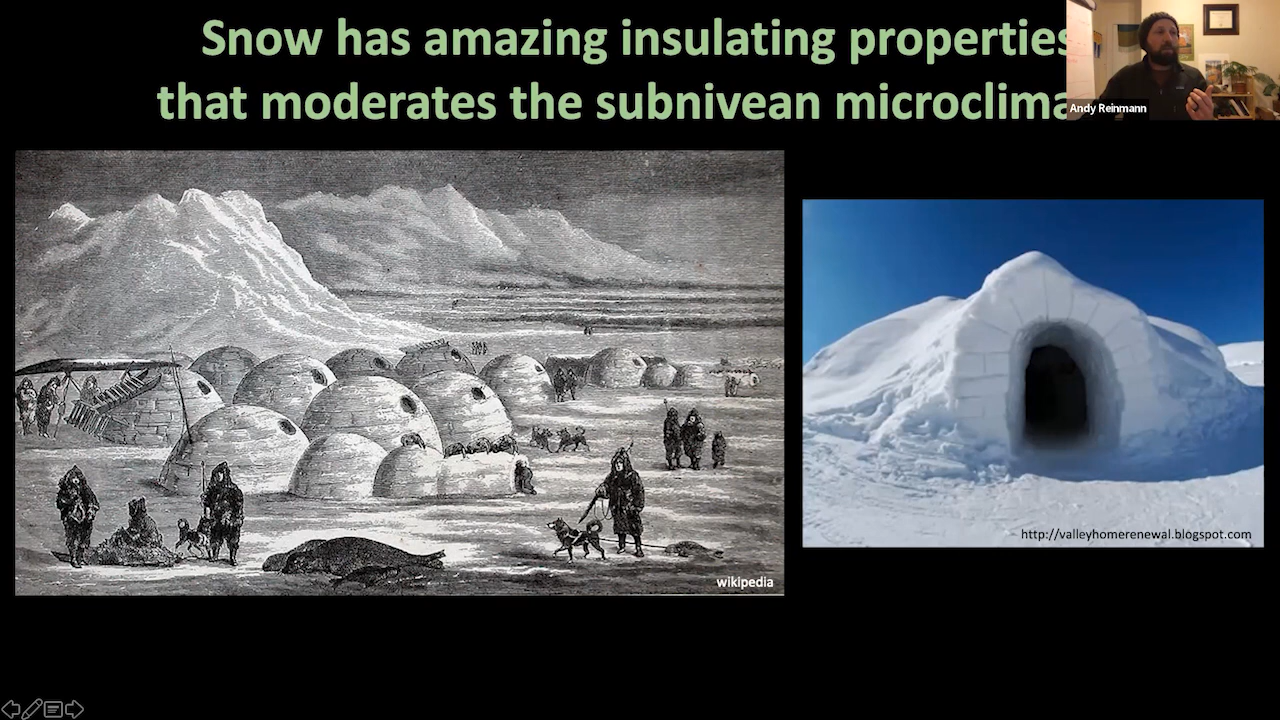 Snow has amazing insulating properties
that moderates the subnivean microclima
Andy Reinmann
http://valleyhomerenewal.blogspot.com
wikipedia